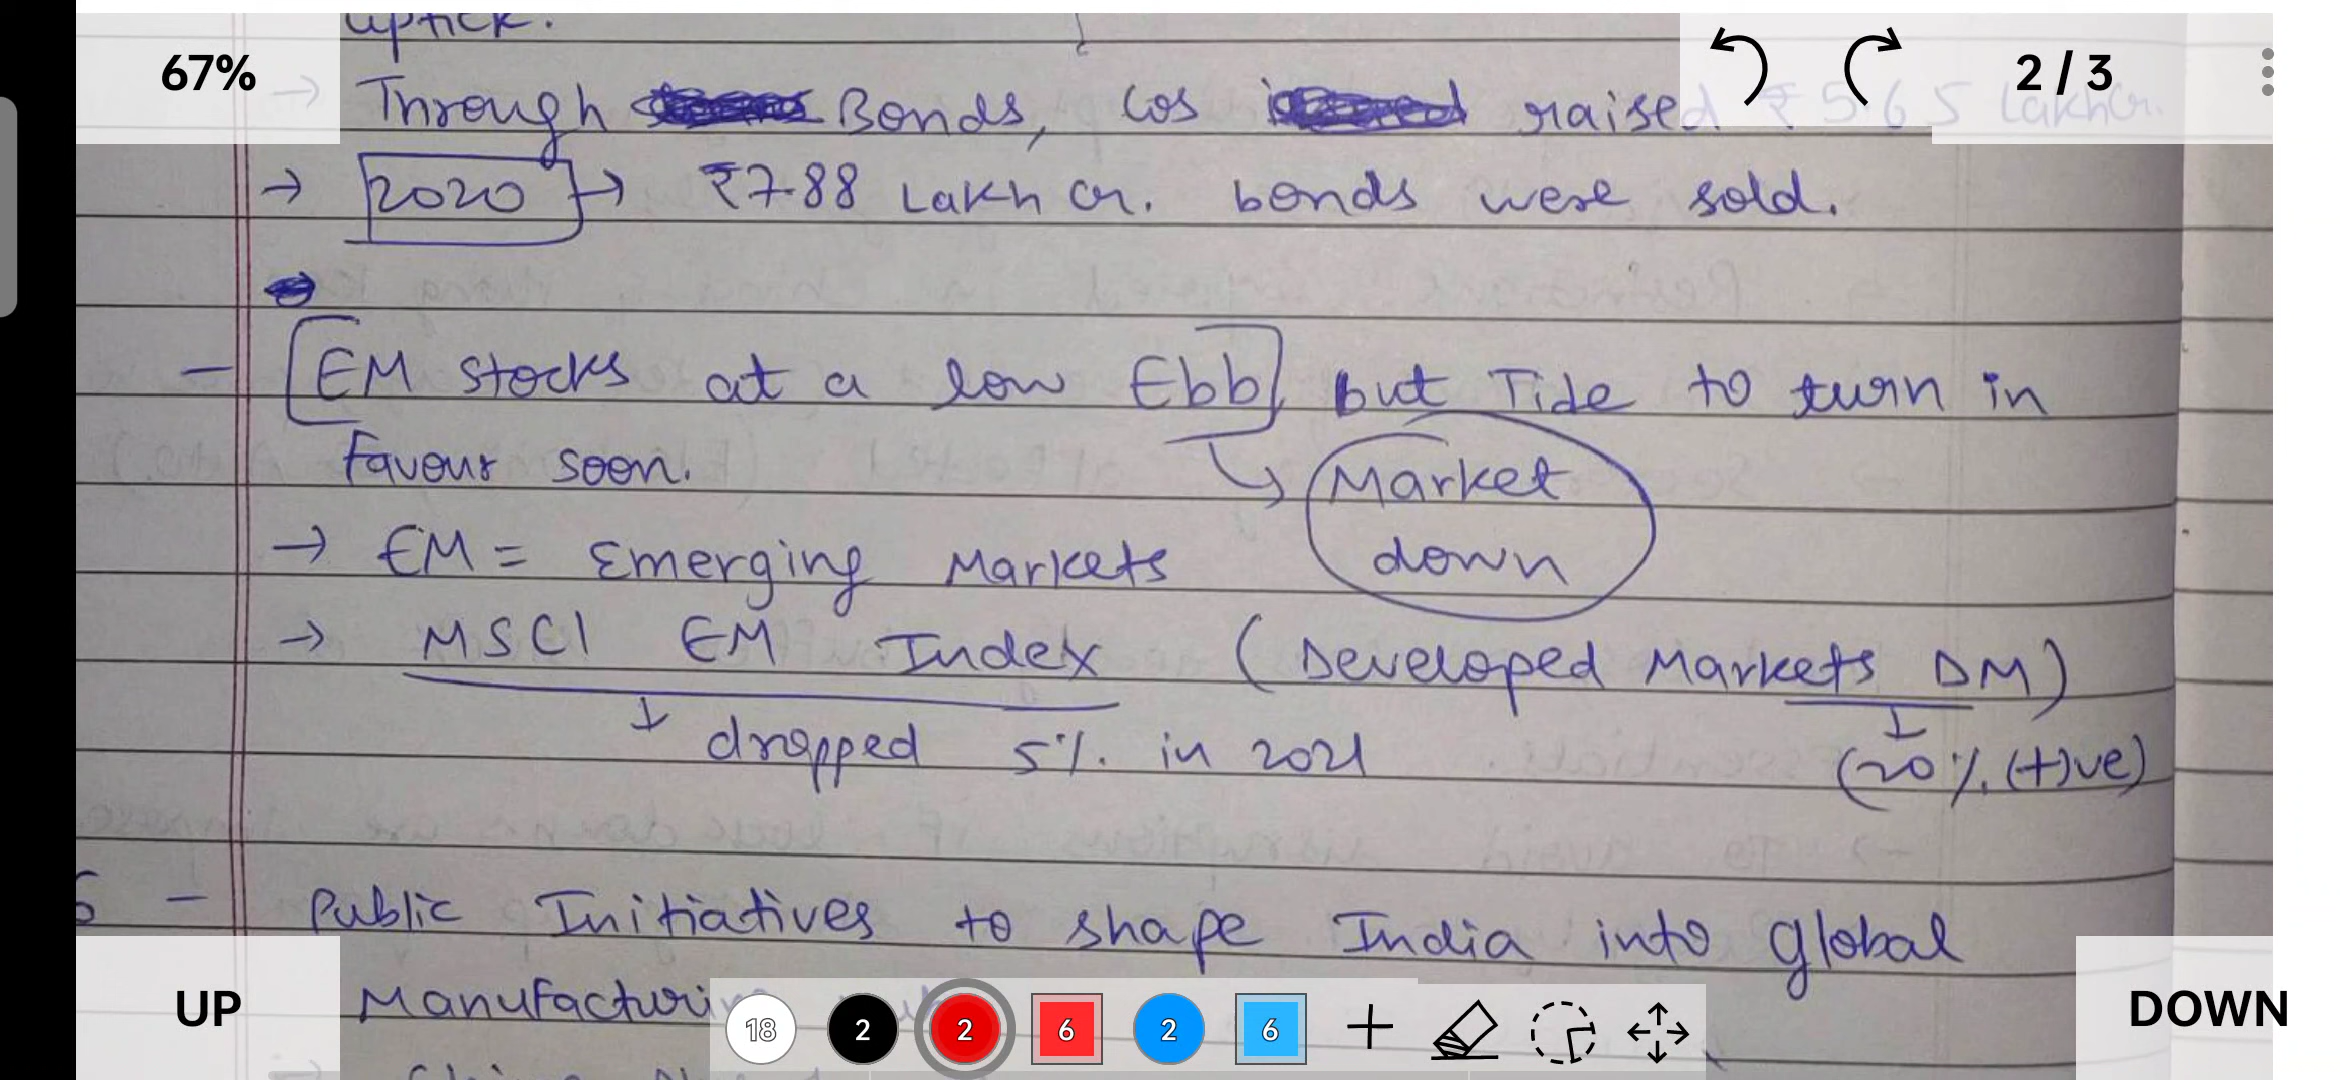 uptick.
67%
2/3
→ Through Bonds, cos raised ₹5.65 Lakh Cr.
→ 2020 → ₹7.88 Lakh Cr. bonds were sold.
- [EM stocks at a low Ebb] but Tide to turn in
favour soon.
Market
down
→ EM = Emerging Markets
→ MSCI EM Index (Developed Markets DM)
dropped 5% in 2021
(20% (+)ve)
- Public Initiatives to shape India into global
UP
Manufacturing
18 2 2 6 2 6 +
DOWN